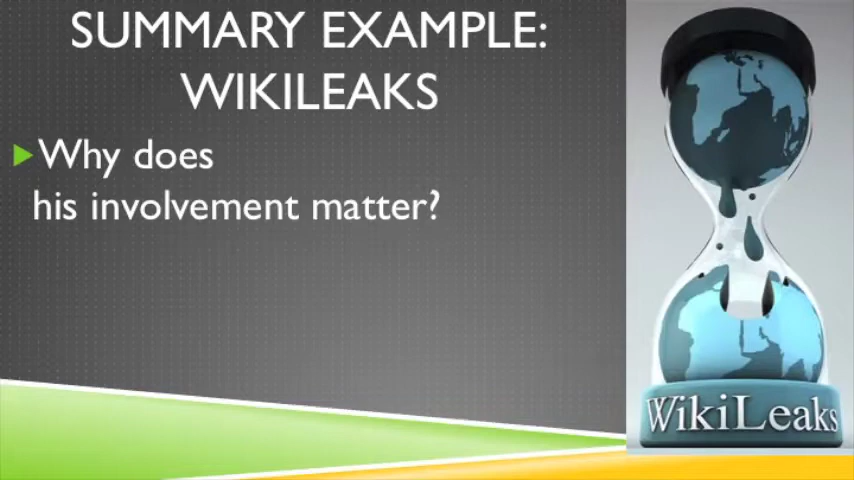 SUMMARY EXAMPLE:
WIKILEAKS
Why does
his involvement matter?
WikiLeaks